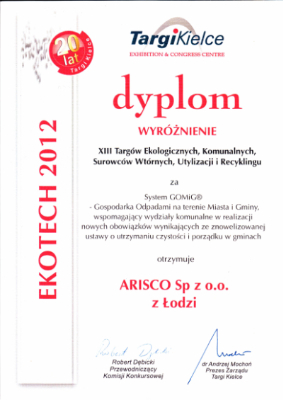 20
lat
TargiKielce
TargiKielce
EXHIBITION & CONGRESS CENTRE
EKOTECH 2012
dyplom
WYRÓŻNIENIE
XIII Targów Ekologicznych, Komunalnych,
Surowców Wtórnych, Utylizacji i Recyklingu
za
System GOMiG®
- Gospodarka Odpadami na terenie Miasta i Gminy,
wspomagający wydziały komunalne w realizacji
nowych obowiązków wynikających ze znowelizowanej
ustawy o utrzymaniu czystości i porządku w gminach
otrzymuje
ARISCO Sp z o.o.
z Łodzi
Robert Dębicki
Przewodniczący
Komisji Konkursowej
dr Andrzej Mochoń
Prezes Zarządu
Targi Kielce